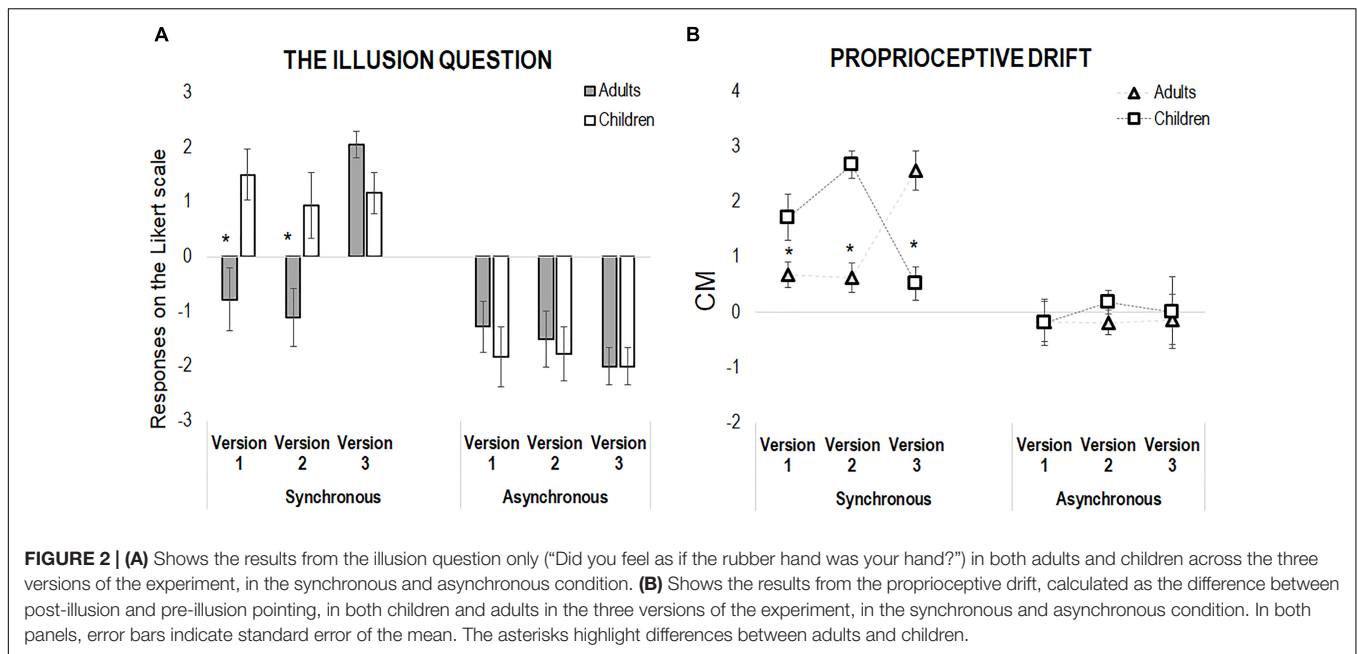 A
THE ILLUSION QUESTION
Adults
Children
Responses on the Likert scale
3
2
1
0
-1
-2
-3
*
*
Version Version Version
1 2 3
Synchronous
Version Version Version
1 2 3
Asynchronous
B
PROPRIOCEPTIVE DRIFT
Adults
Children
CM
4
3
2
1
0
-1
-2
*
*
*
Version Version Version
1 2 3
Synchronous
Version Version Version
1 2 3
Asynchronous
FIGURE 2 | (A) Shows the results from the illusion question only (“Did you feel as if the rubber hand was your hand?”) in both adults and children across the three
versions of the experiment, in the synchronous and asynchronous condition. (B) Shows the results from the proprioceptive drift, calculated as the difference between
post-illusion and pre-illusion pointing, in both children and adults in the three versions of the experiment, in the synchronous and asynchronous condition. In both
panels, error bars indicate standard error of the mean. The asterisks highlight differences between adults and children.